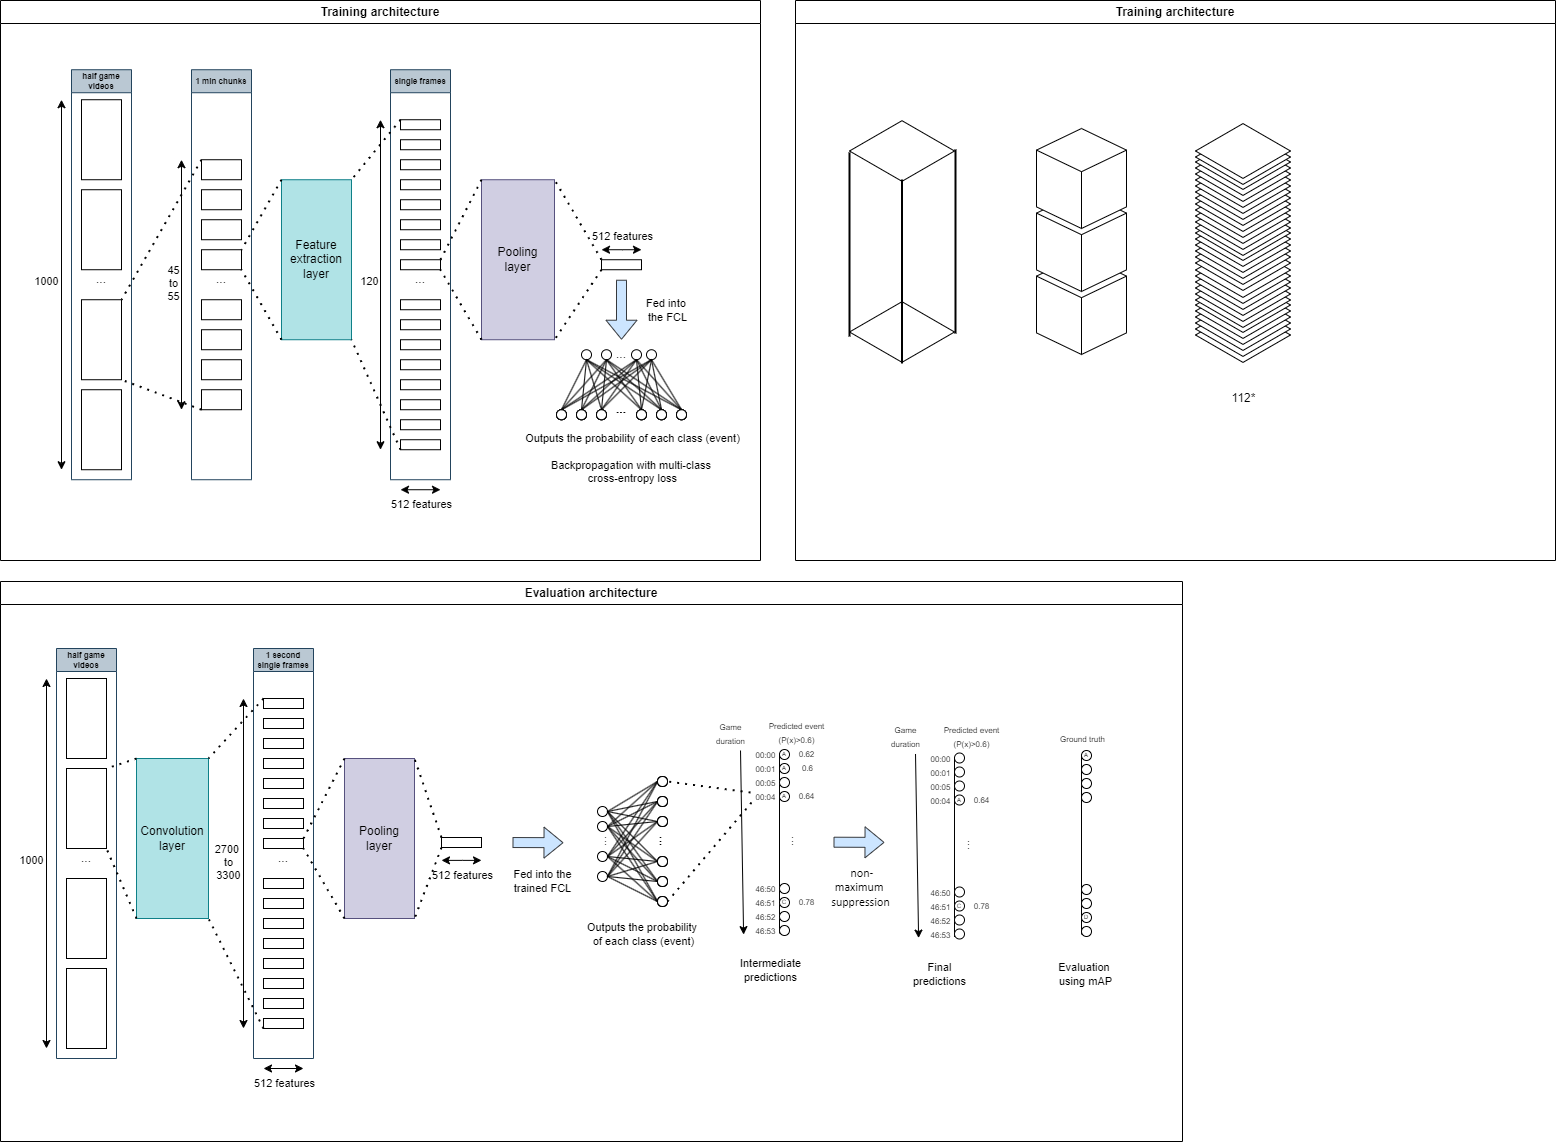 Training architecture
half game
videos
1 min chunks
single frames
1000
...
45
to
55
...
Feature
extraction
layer
120
...
Pooling
layer
512 features
Fed into
the FCL
...
...
Outputs the probability of each class (event)
Backpropagation with multi-class
cross-entropy loss
512 features
Training architecture
112*
Evaluation architecture
half game
videos
1000
...
Convolution
layer
1 second
single frames
2700
to
3300
...
512 features
Pooling
layer
512 features
Fed into the
trained FCL
...
...
Outputs the probability
of each class (event)
Game
duration
Predicted event
(P(x)>0.6)
00:00 A 0.62
00:01 A 0.6
00:05
00:04 A 0.64
...
46:50
46:51 C 0.78
46:52
46:53
Intermediate
predictions
non-
maximum
suppression
Game
duration
Predicted event
(P(x)>0.6)
00:00
00:01
00:05
00:04 A 0.64
...
46:50
46:51 C 0.78
46:52
46:53
Final
predictions
Ground truth
A
D
Evaluation
using mAP